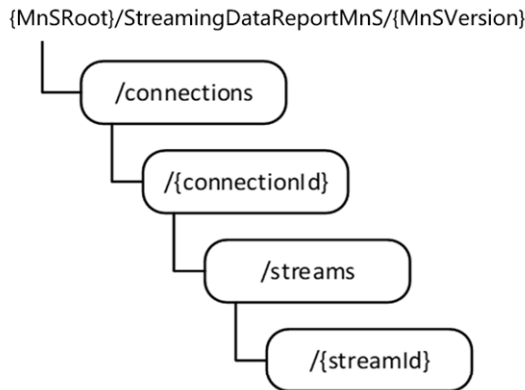 {MnSRoot}/StreamingDataReportMnS/{MnSVersion}
/connections
/{connectionId}
/streams
/{streamId}